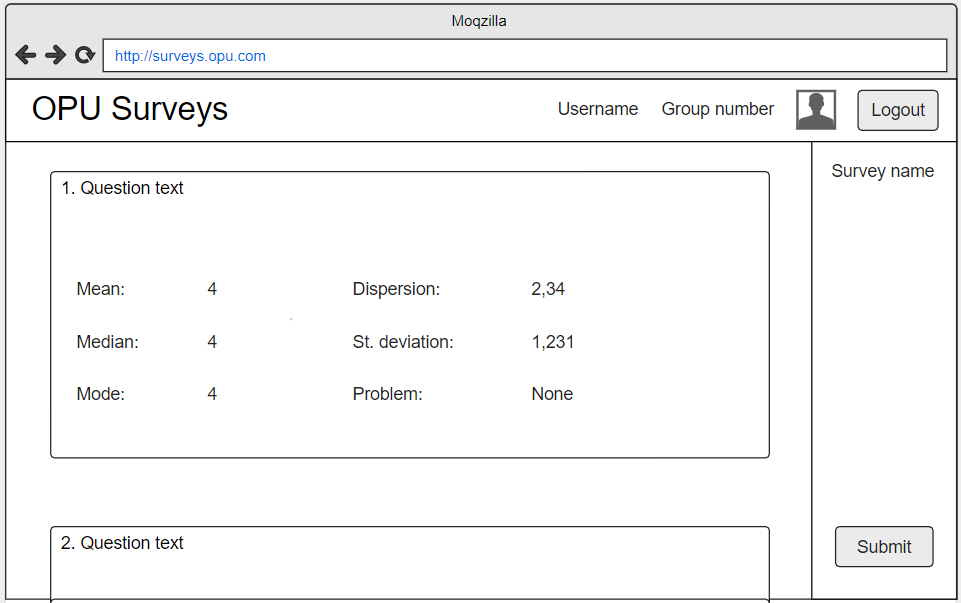 Moqzilla
http://surveys.opu.com
OPU Surveys
Username Group number Logout
Survey name
1. Question text
Mean: 4 Dispersion: 2,34
Median: 4 St. deviation: 1,231
Mode: 4 Problem: None
2. Question text
Submit